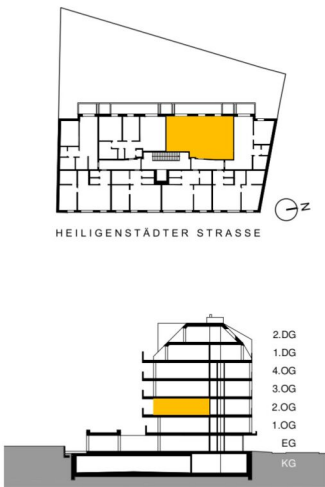 N
HEILIGENSTÄDTER STRASSE
2.DG
1.DG
4.OG
3.OG
2.OG
1.OG
EG
KG